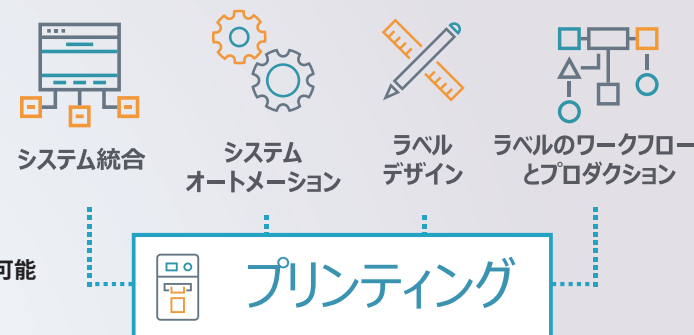 システム統合
システム
オートメーション
ラベル
デザイン
ラベルのワークフロー
とプロダクション
可能
プリンティング